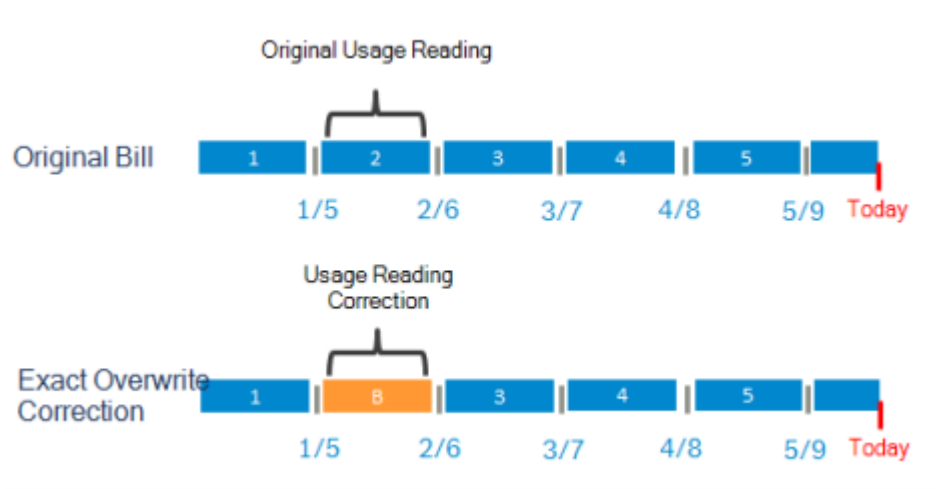 Original Usage Reading
Original Bill
1 2 3 4 5
1/5 2/6 3/7 4/8 5/9 Today
Usage Reading
Correction
Exact Overwrite
Correction
1 B 3 4 5
1/5 2/6 3/7 4/8 5/9 Today